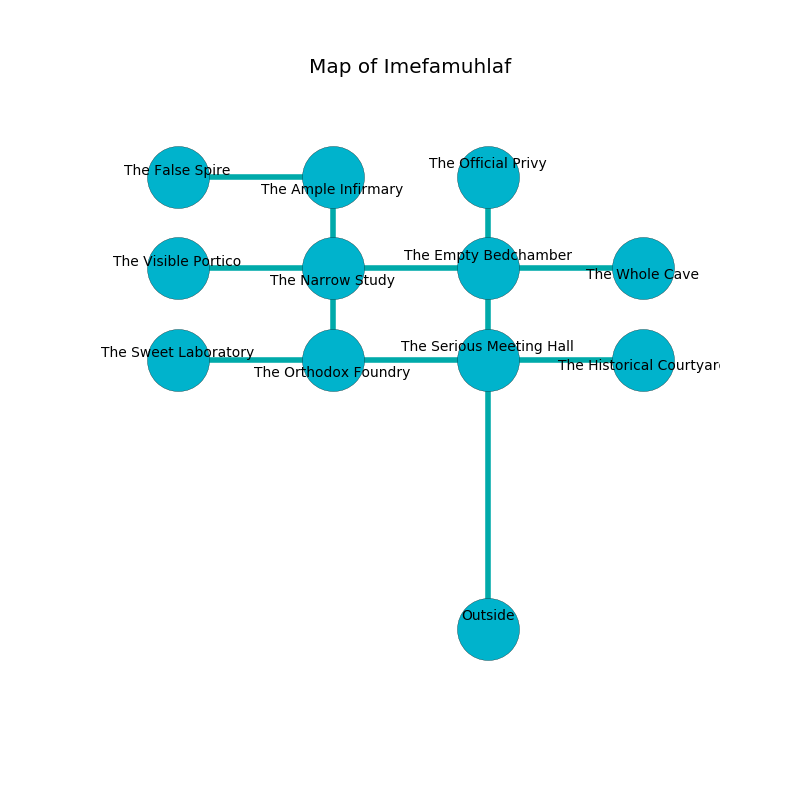 Map of Imefamuhlaf
The Official Privy
The False Spire
The Ample Infirmary
The Empty Bedchamber
The Visible Portico
The Whole Cave
The Narrow Study
The Serious Meeting Hall
The Sweet Laboratory
The Historical Courtyar
The Orthodox Foundry
Outside